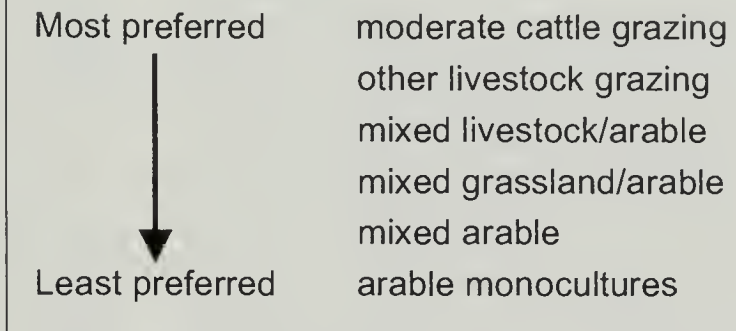 Most preferred moderate cattle grazing
other livestock grazing
mixed livestock/arable
mixed grassland/arable
mixed arable
Least preferred arable monocultures